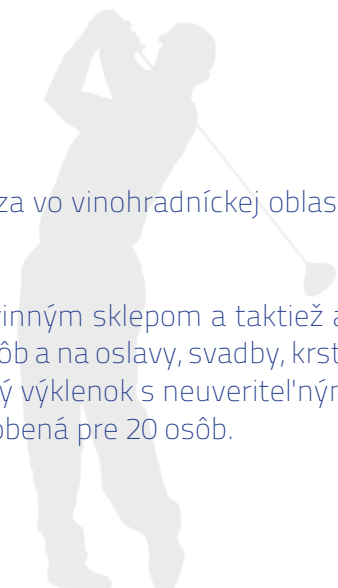 za vo vinohradníckej oblas
vinným sklepom a taktiež a
ôb a na oslavy, svadby, krst
ý výklenok s neuveriteľným
obená pre 20 osôb.